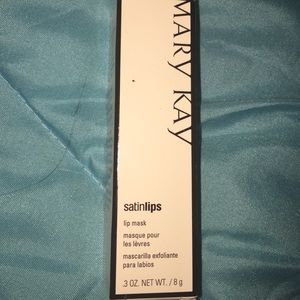 MARY KAY
satinlips
lip mask
masque pour
les lèvres
mascarilla exfoliante
para labios
.3 OZ. NET WT. / 8 g